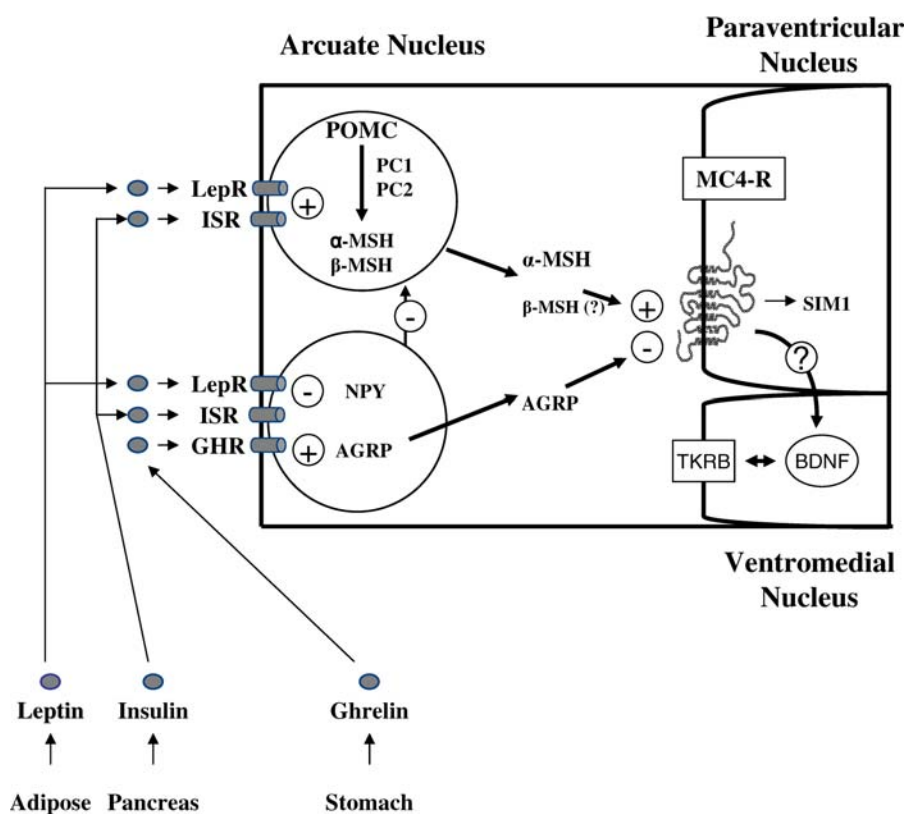 Arcuate Nucleus
Paraventricular
Nucleus
POMC
PC1
PC2
LepR
ISR
+
α-MSH
β-MSH
MC4-R
α-MSH
β-MSH (?)
+
-
SIM1
?
-
LepR
ISR
GHR
-
+
NPY
AGRP
AGRP
TKRB
BDNF
Ventromedial
Nucleus
Leptin
Insulin
Ghrelin
Adipose
Pancreas
Stomach